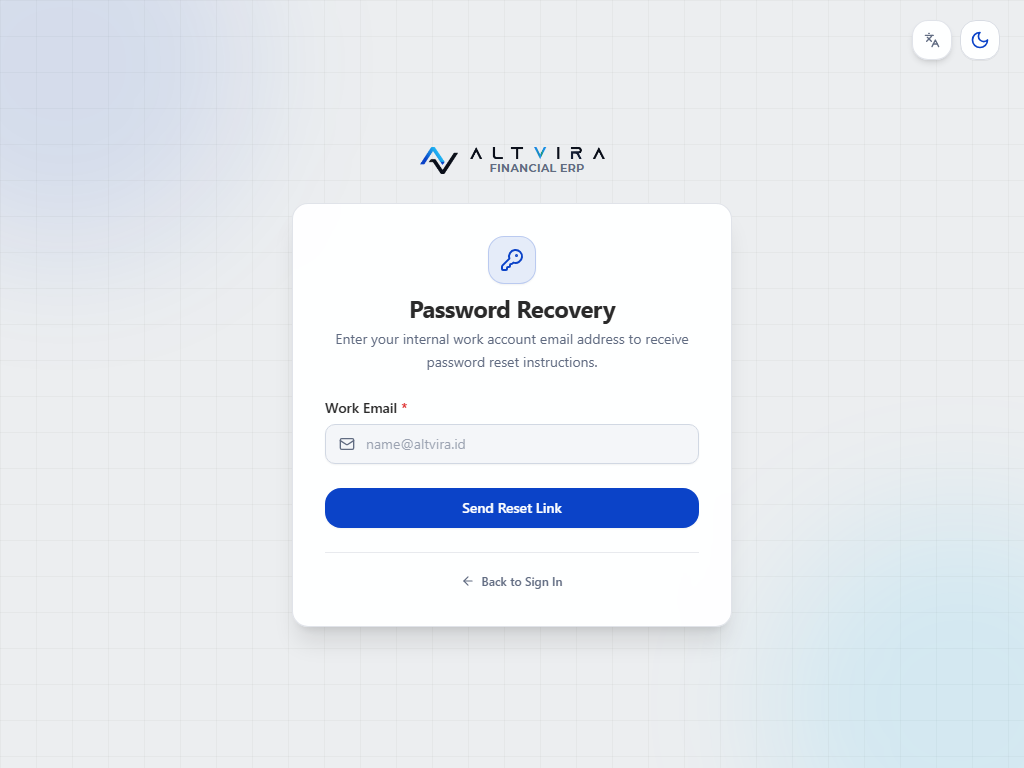 ALTVIRA
FINANCIAL ERP
Password Recovery
Enter your internal work account email address to receive
password reset instructions.
Work Email *
name@altvira.id
Send Reset Link
Back to Sign In